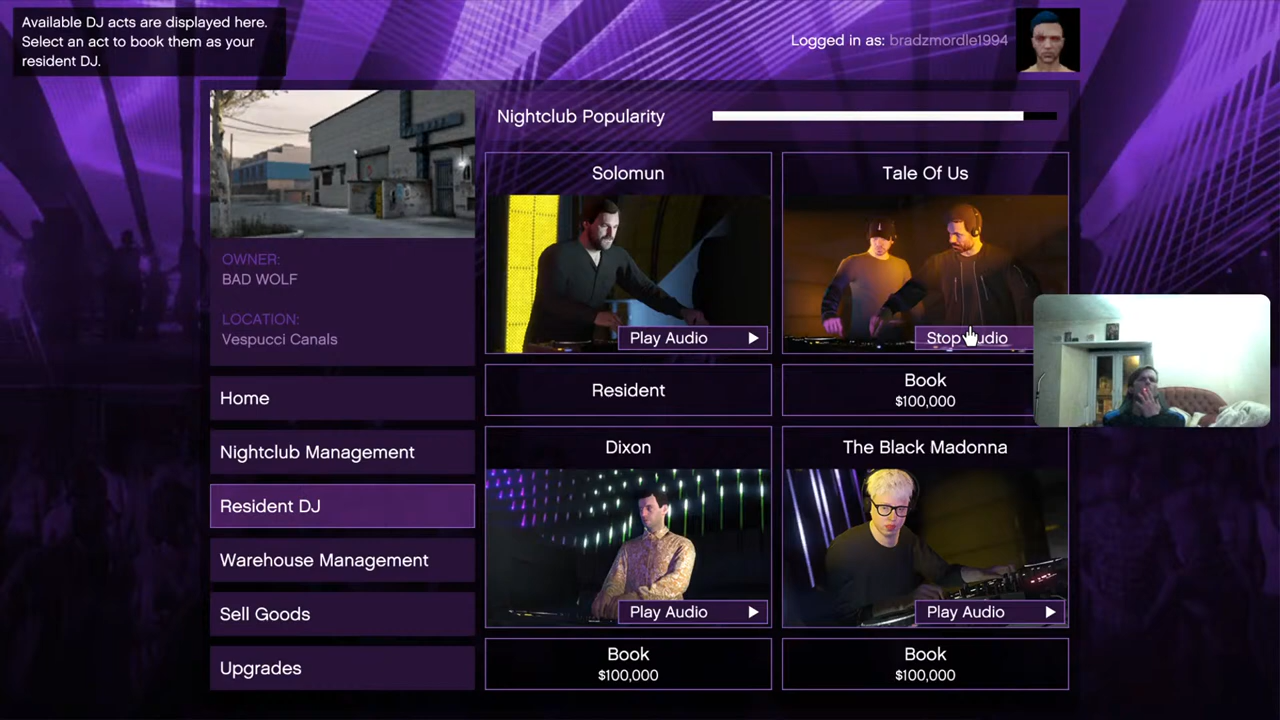 Available DJ acts are displayed here.
Select an act to book them as your
resident DJ.
Logged in as: bradzmordle1994
OWNER:
BAD WOLF
LOCATION:
Vespucci Canals
Home
Nightclub Management
Resident DJ
Warehouse Management
Sell Goods
Upgrades
Nightclub Popularity
Solomun
Play Audio
Resident
Tale Of Us
Stop Audio
Book
$100,000
Dixon
Play Audio
Book
$100,000
The Black Madonna
Play Audio
Book
$100,000